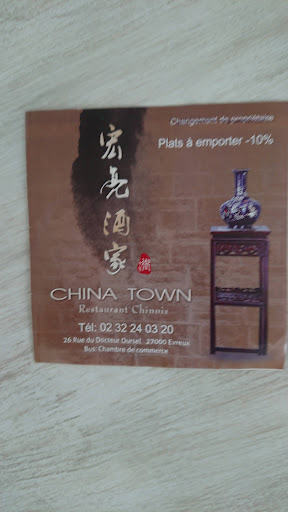 Changement de propriétaire
Plats à emporter -10%
宏亮酒家
CHINA TOWN
Restaurant Chinois
Tél: 02 32 24 03 20
26 Rue du Docteur Oursel. 27000 Evreux
Bus: Chambre de commerce